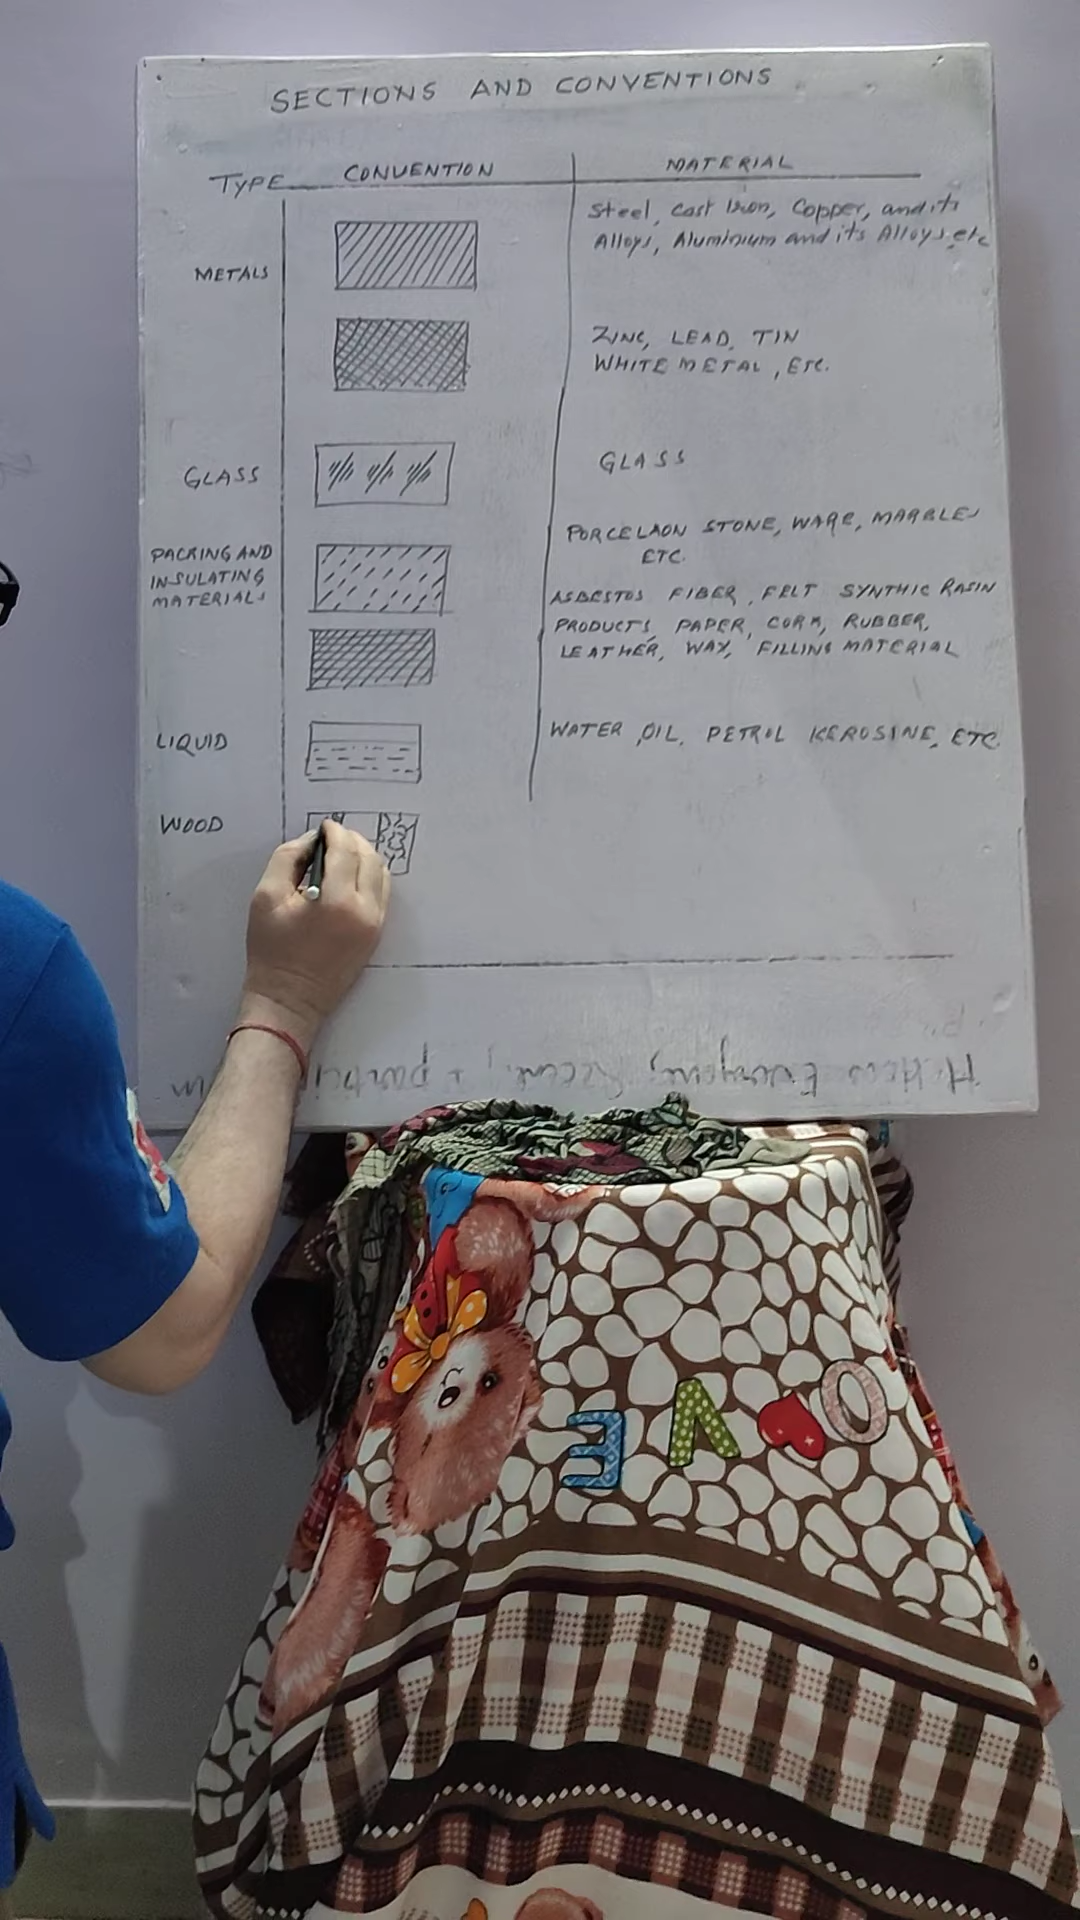 SECTIONS AND CONVENTIONS
TYPE CONVENTION MATERIAL
METALS
Steel, Cast Iron, Copper, and its
Alloys, Aluminium and its Alloys, etc
ZINC, LEAD, TIN
WHITE METAL, ETC.
GLASS
GLASS
PACKING AND
INSULATING
MATERIALS
PORCELAON STONE, WARE, MARBLES
ETC.
ASBESTOS FIBER, FELT SYNTHIC RASIN
PRODUCTS, PAPER, CORK, RUBBER,
LEATHER, WAX, FILLING MATERIAL
LIQUID
WATER, OIL, PETROL KEROSINE, ETC.
WOOD
OVE